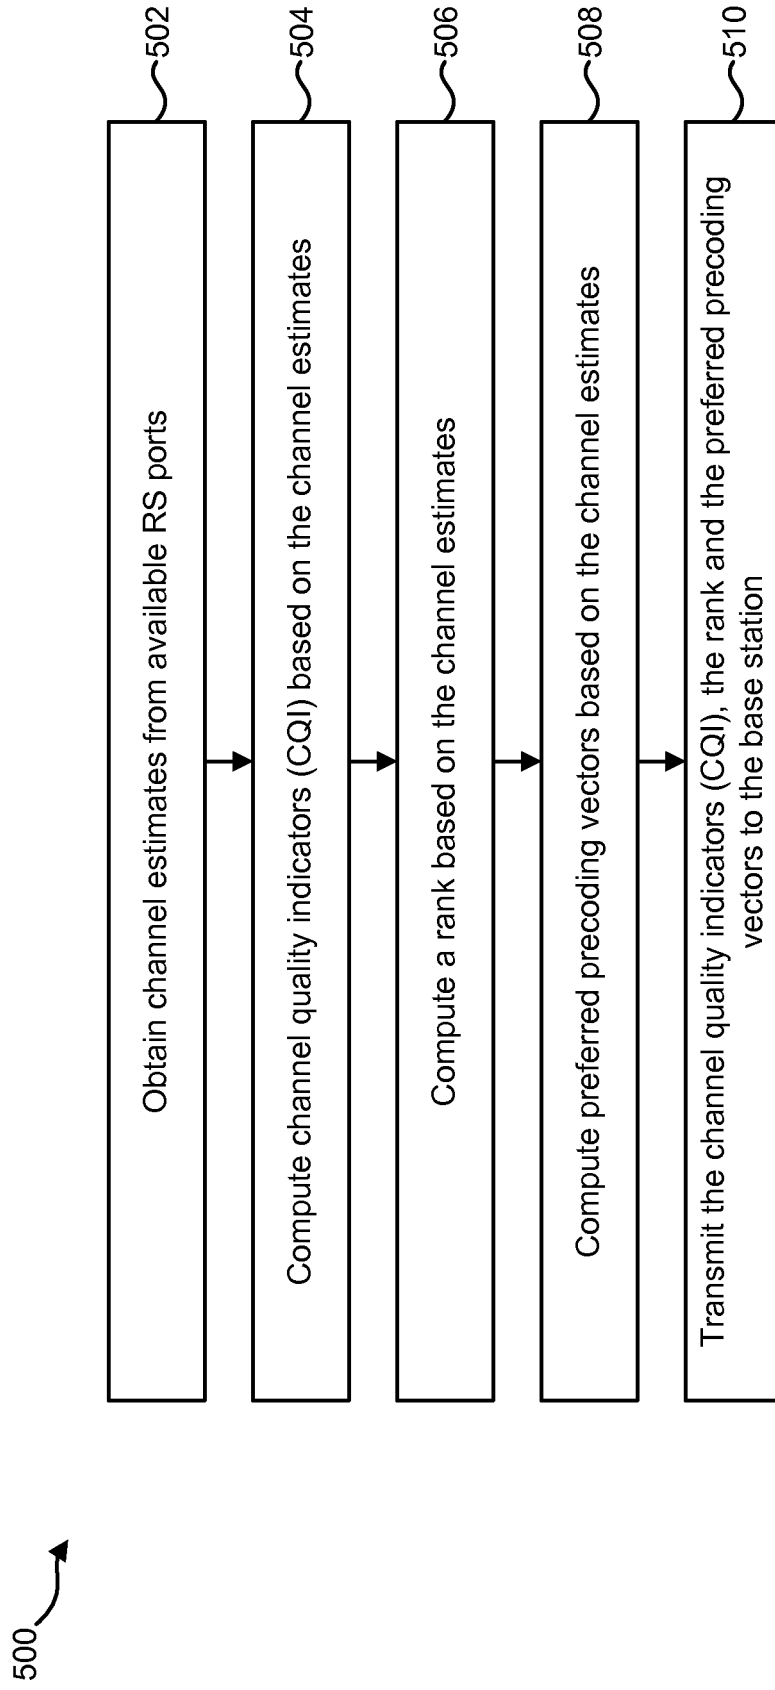 500
Obtain channel estimates from available RS ports
502
Compute channel quality indicators (CQI) based on the channel estimates
504
Compute a rank based on the channel estimates
506
Compute preferred precoding vectors based on the channel estimates
508
Transmit the channel quality indicators (CQI), the rank and the preferred precoding
vectors to the base station
510